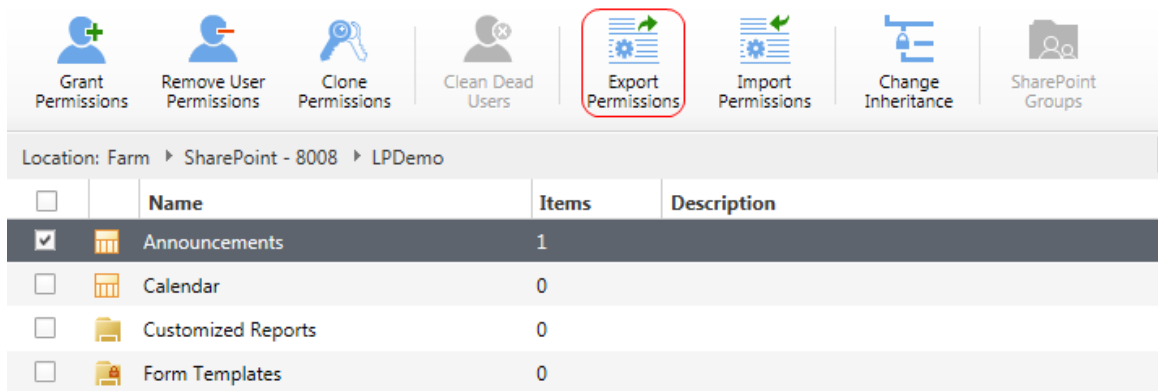 Grant Permissions
Remove User Permissions
Clone Permissions
Clean Dead Users
Export Permissions
Import Permissions
Change Inheritance
SharePoint Groups
Location: Farm SharePoint - 8008 LPDemo
Name Items Description
Announcements 1
Calendar 0
Customized Reports 0
Form Templates 0